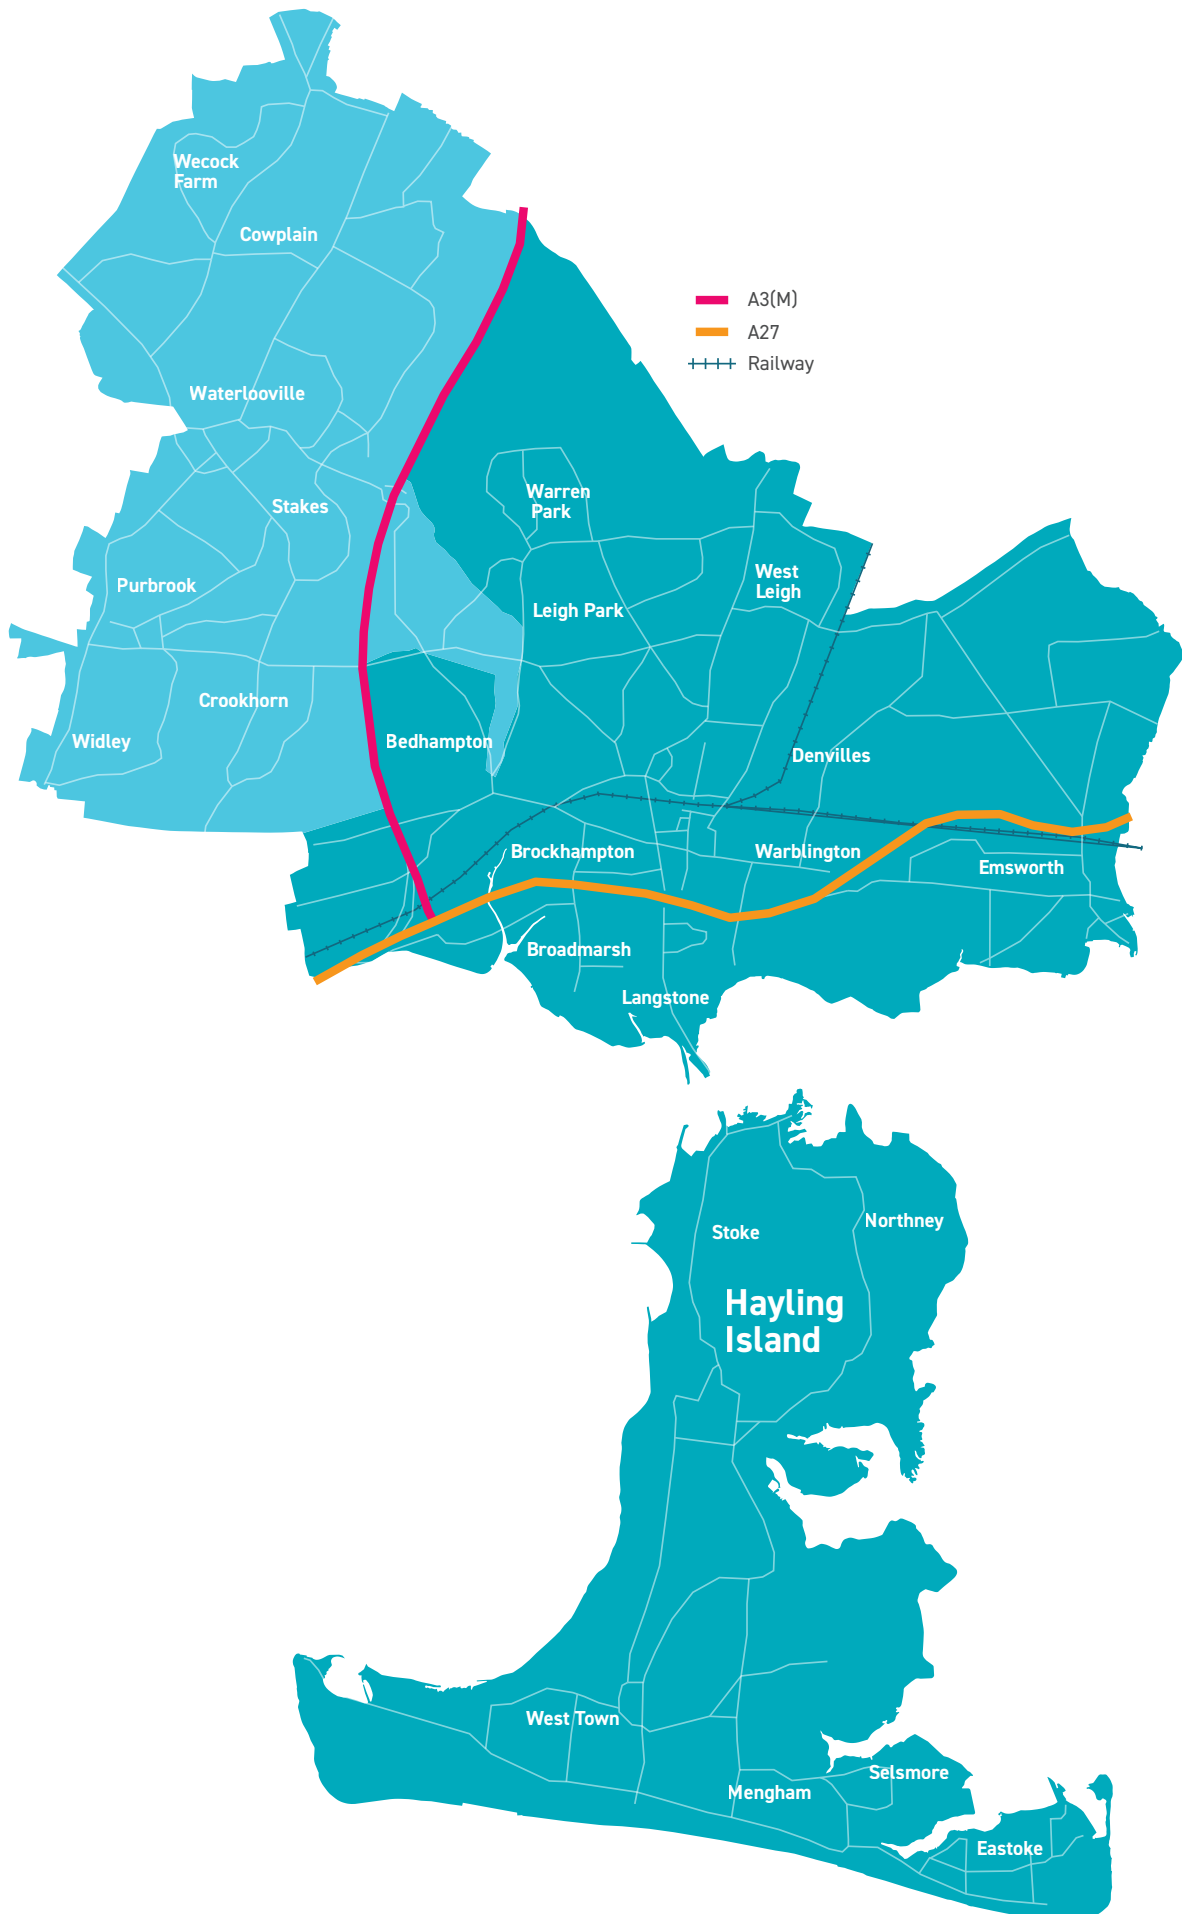 Wecock
Farm
Cowplain
A3(M)
A27
Railway
Waterlooville
Warren
Park
Stakes
West
Leigh
Purbrook
Leigh Park
Crookhorn
Widley
Bedhampton
Denvilles
Brockhampton
Warblington
Emsworth
Broadmarsh
Langstone
Northney
Stoke
Hayling
Island
West Town
Selsmore
Mengham
Eastoke